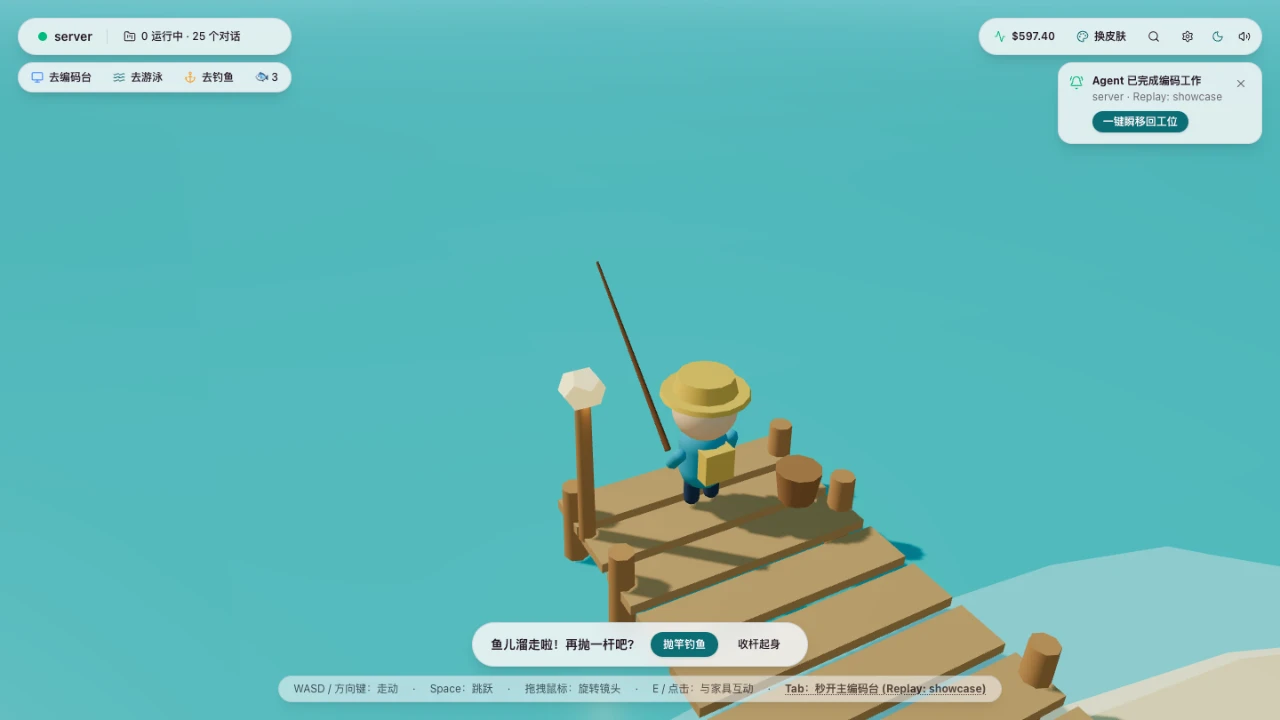 server
0 运行中 · 25 个对话
$597.40
换皮肤
去编码台
去游泳
去钓鱼
3
Agent 已完成编码工作
server · Replay: showcase
一键瞬移回工位
鱼儿溜走啦！再抛一杆吧？
抛竿钓鱼
收杆起身
WASD / 方向键：走动 · Space：跳跃 · 拖拽鼠标：旋转镜头 · E / 点击：与家具互动 · Tab：秒开主编码台 (Replay: showcase)